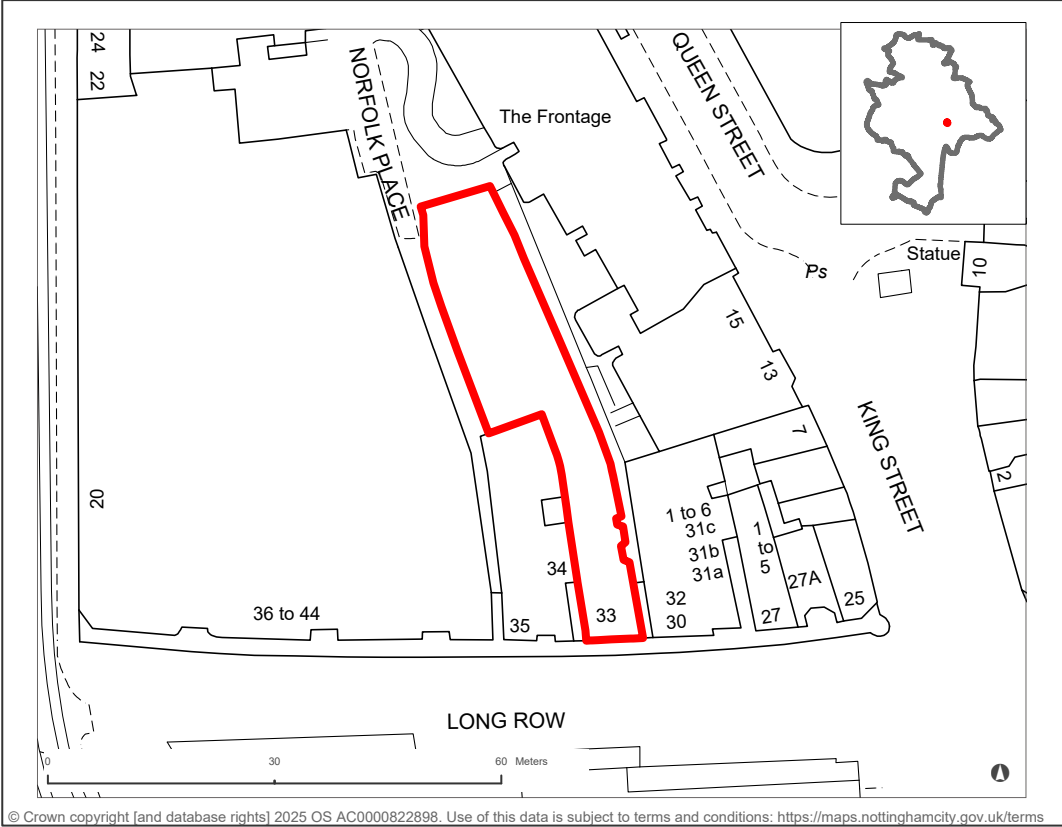 24
22
NORFOLK PLACE
The Frontage
QUEEN STREET
Ps
Statue
10
15
13
KING STREET
7
2
20
1 to 6
31c
31b
31a
1
to
5
34
27A
25
36 to 44
35
33
32
30
27
LONG ROW
0 30 60 Meters
© Crown copyright [and database rights] 2025 OS AC0000822898. Use of this data is subject to terms and conditions: https://maps.nottinghamcity.gov.uk/terms